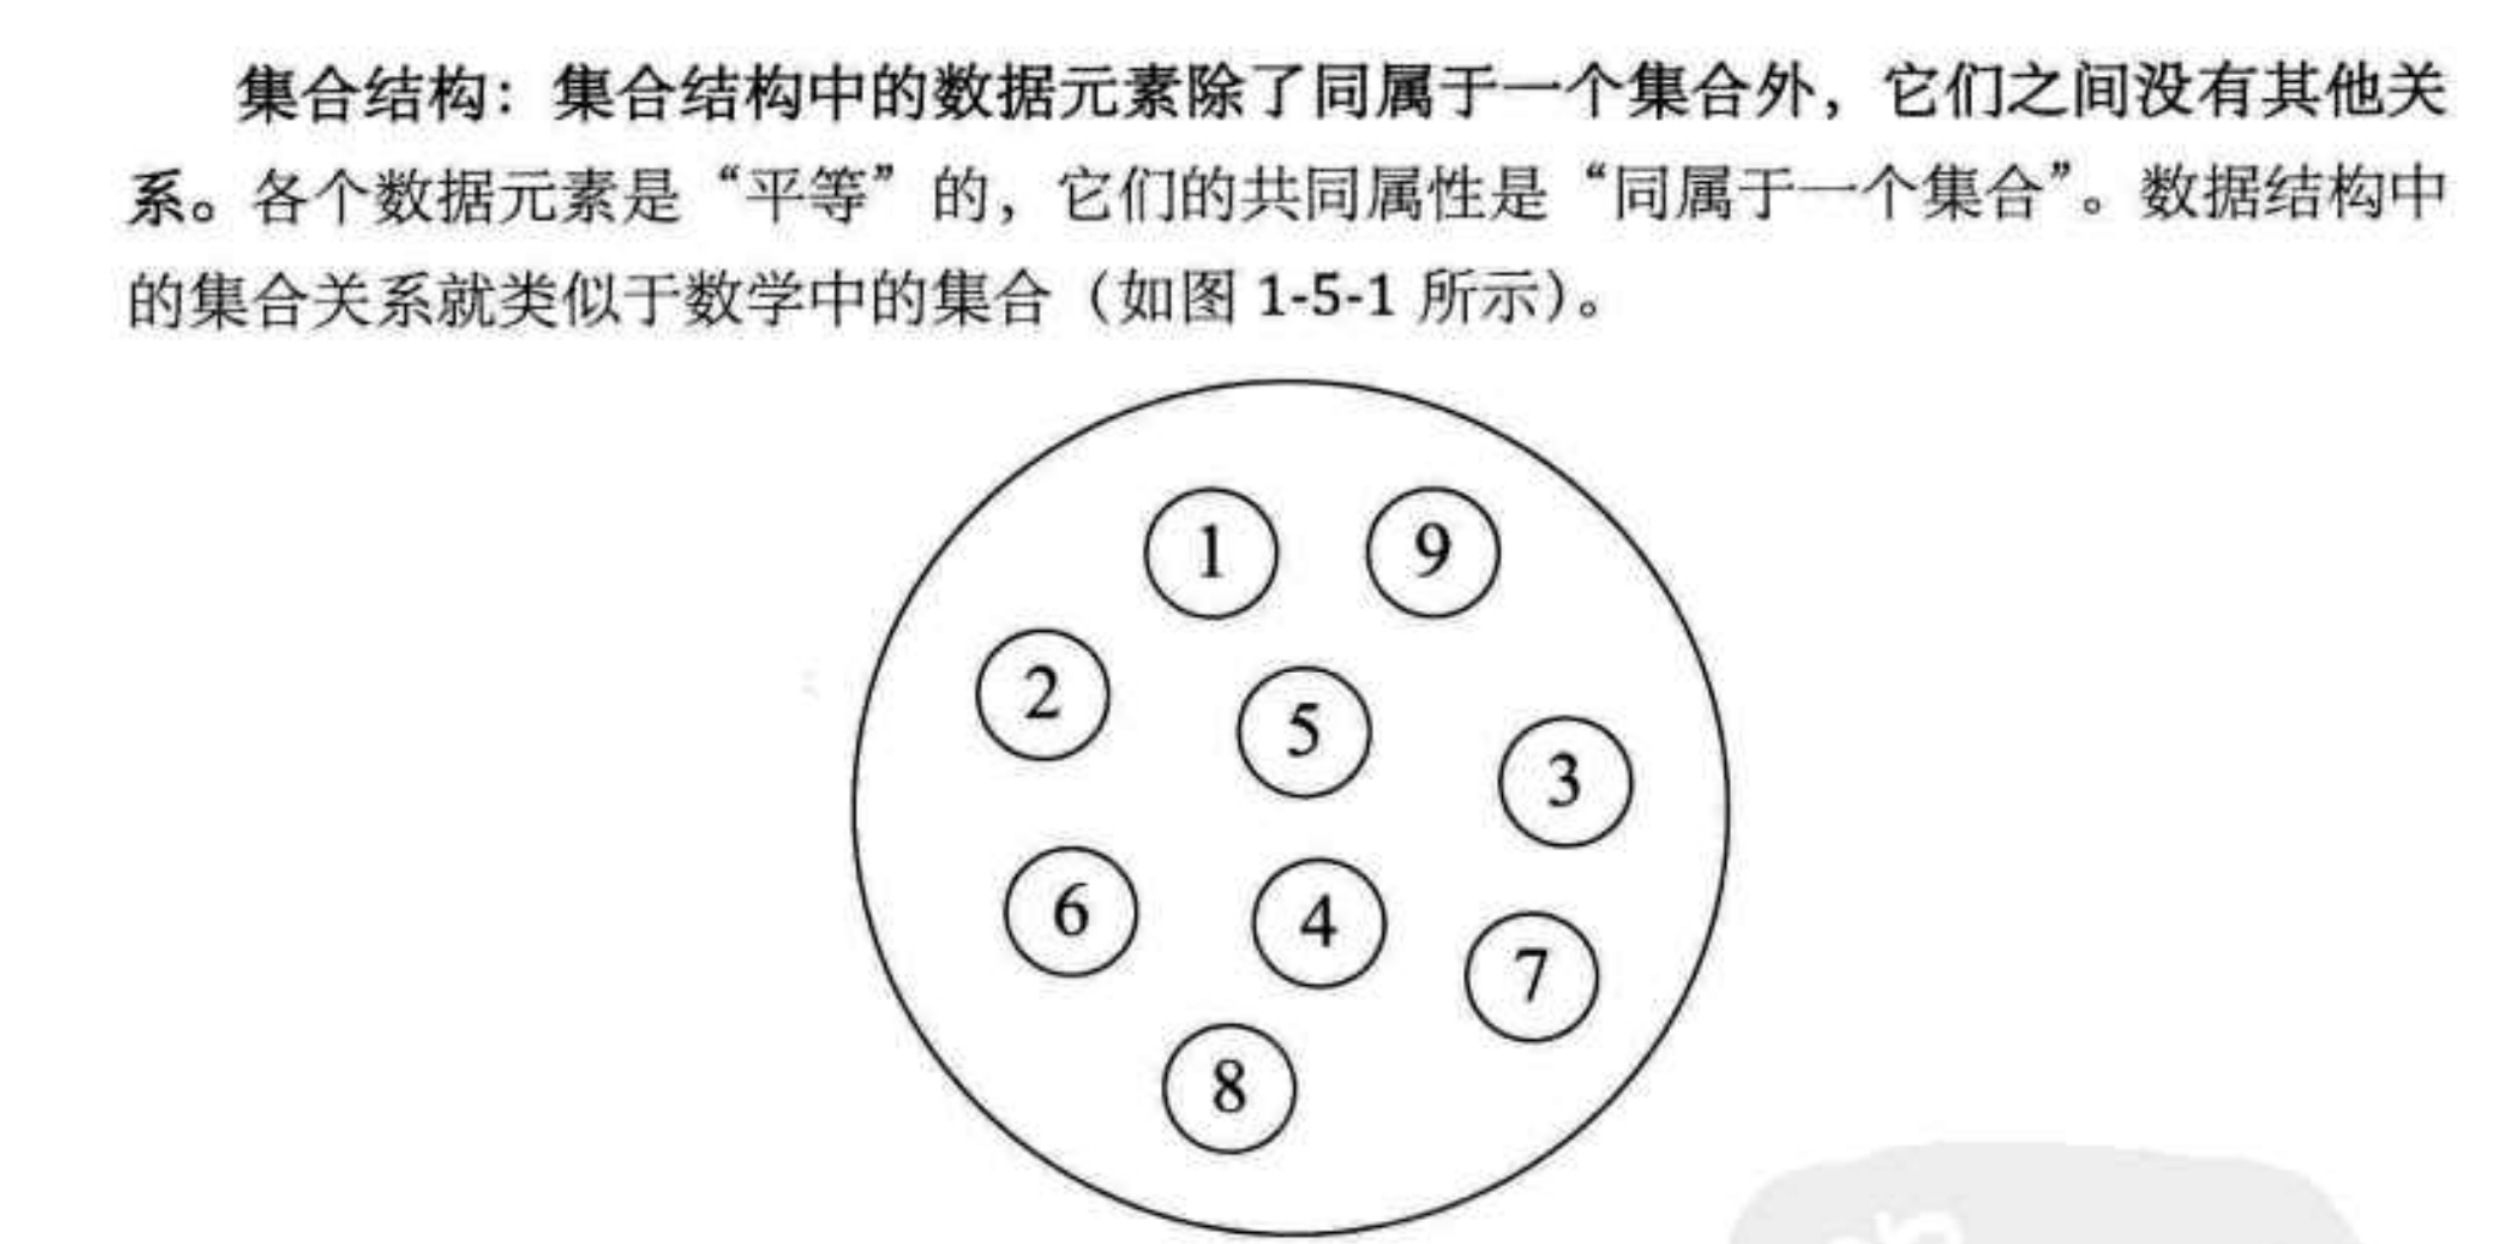 集合结构：集合结构中的数据元素除了同属于一个集合外，它们之间没有其他关
系。各个数据元素是“平等”的，它们的共同属性是“同属于一个集合”。数据结构中
的集合关系就类似于数学中的集合（如图 1-5-1 所示）。
1 9
2
5
3
6
4
7
8